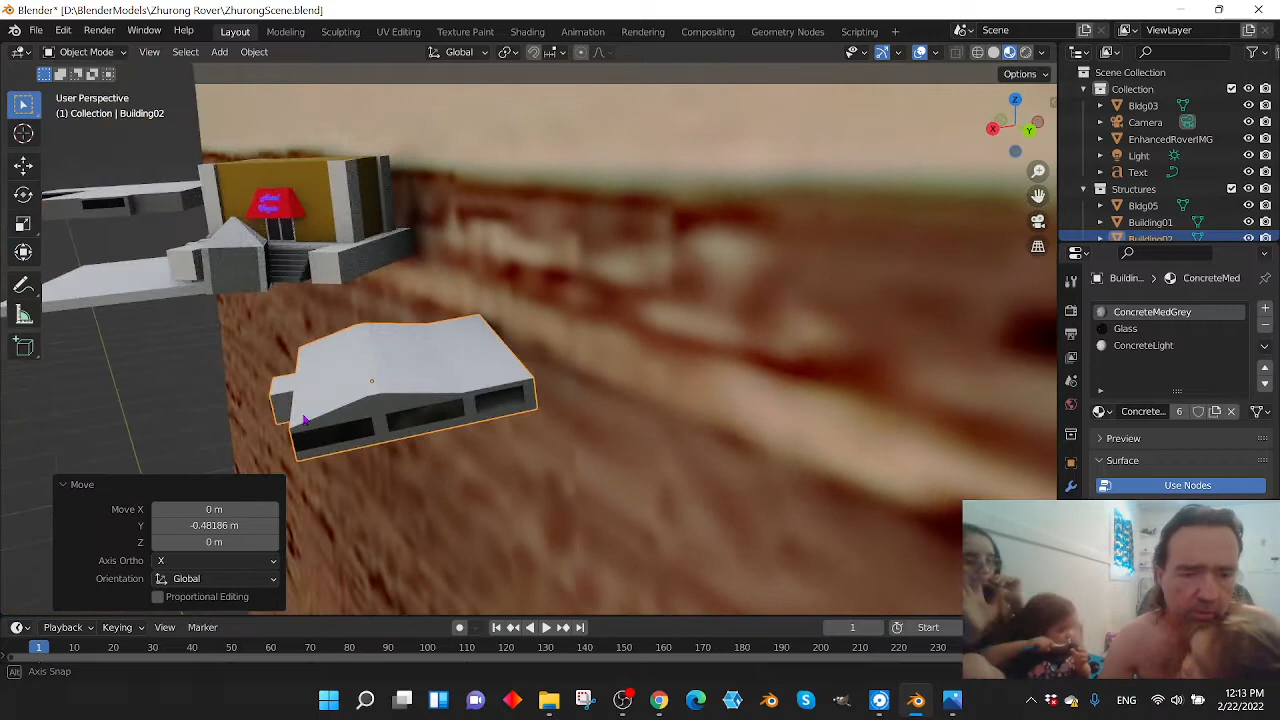 Blender* [D:\BlenderModels\Zhurong Rover\ZhurongScene.blend]
File Edit Render Window Help Layout Modeling Sculpting UV Editing Texture Paint Shading Animation Rendering Compositing Geometry Nodes Scripting + Scene ViewLayer
Object Mode View Select Add Object Global
Options
User Perspective
(1) Collection | Building02
Z
X
Y
Hotel
Scene Collection
Collection
Bldg03
Camera
EnhancedRoverIMG
Light
Text
Structures
Bldg05
Building01
Building02
Buildin... ConcreteMed
ConcreteMedGrey
Glass
ConcreteLight
Concrete... 6
Preview
Surface
Use Nodes
Move
Move X 0 m
Y -0.48186 m
Z 0 m
Axis Ortho X
Orientation Global
Proportional Editing
Playback Keying View Marker 1 Start
1 10 20 30 40 50 60 70 80 90 100 110 120 130 140 150 160 170 180 190 200 210 220 230
Alt Axis Snap
ENG
12:13 PM
2/22/2022